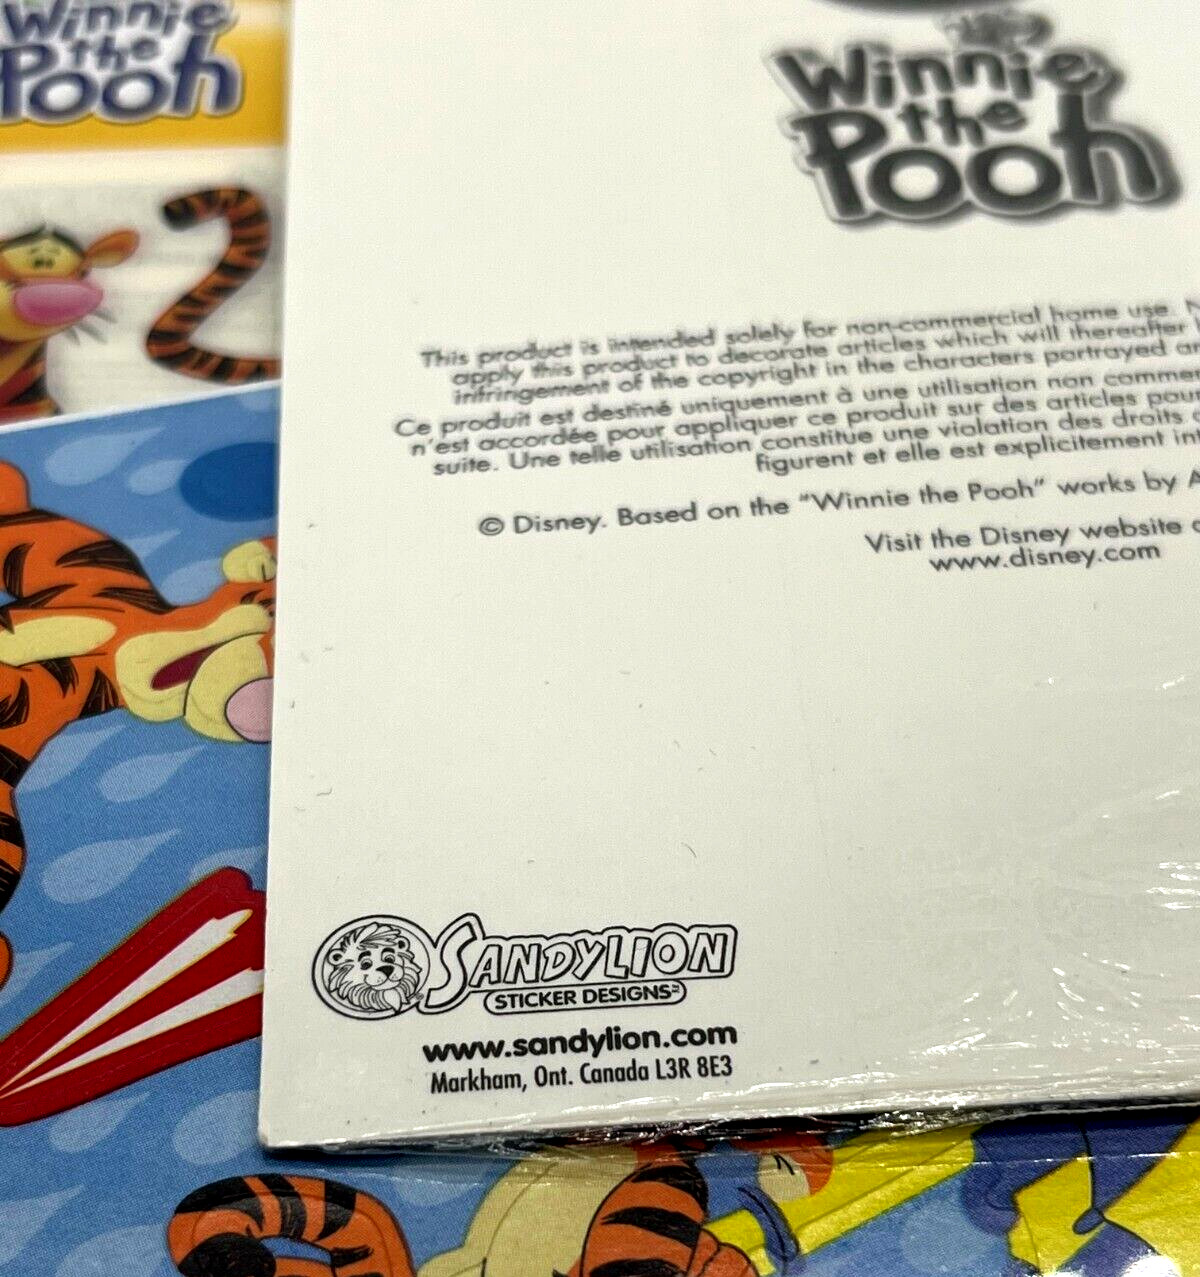 Winnie
the
Pooh
Winnie
the
Pooh
This product is intended solely for non-commercial home use.
apply this product to decorate articles which will thereafter
infringement of the copyright in the characters portrayed
Ce produit est destiné uniquement à une utilisation non
n'est accordée pour appliquer ce produit sur des articles
suite. Une telle utilisation constitue une violation des droits
figurent et elle est explicitement
© Disney. Based on the "Winnie the Pooh" works by A
Visit the Disney website
www.disney.com
SANDYLION
STICKER DESIGNS
www.sandylion.com
Markham, Ont. Canada L3R 8E3